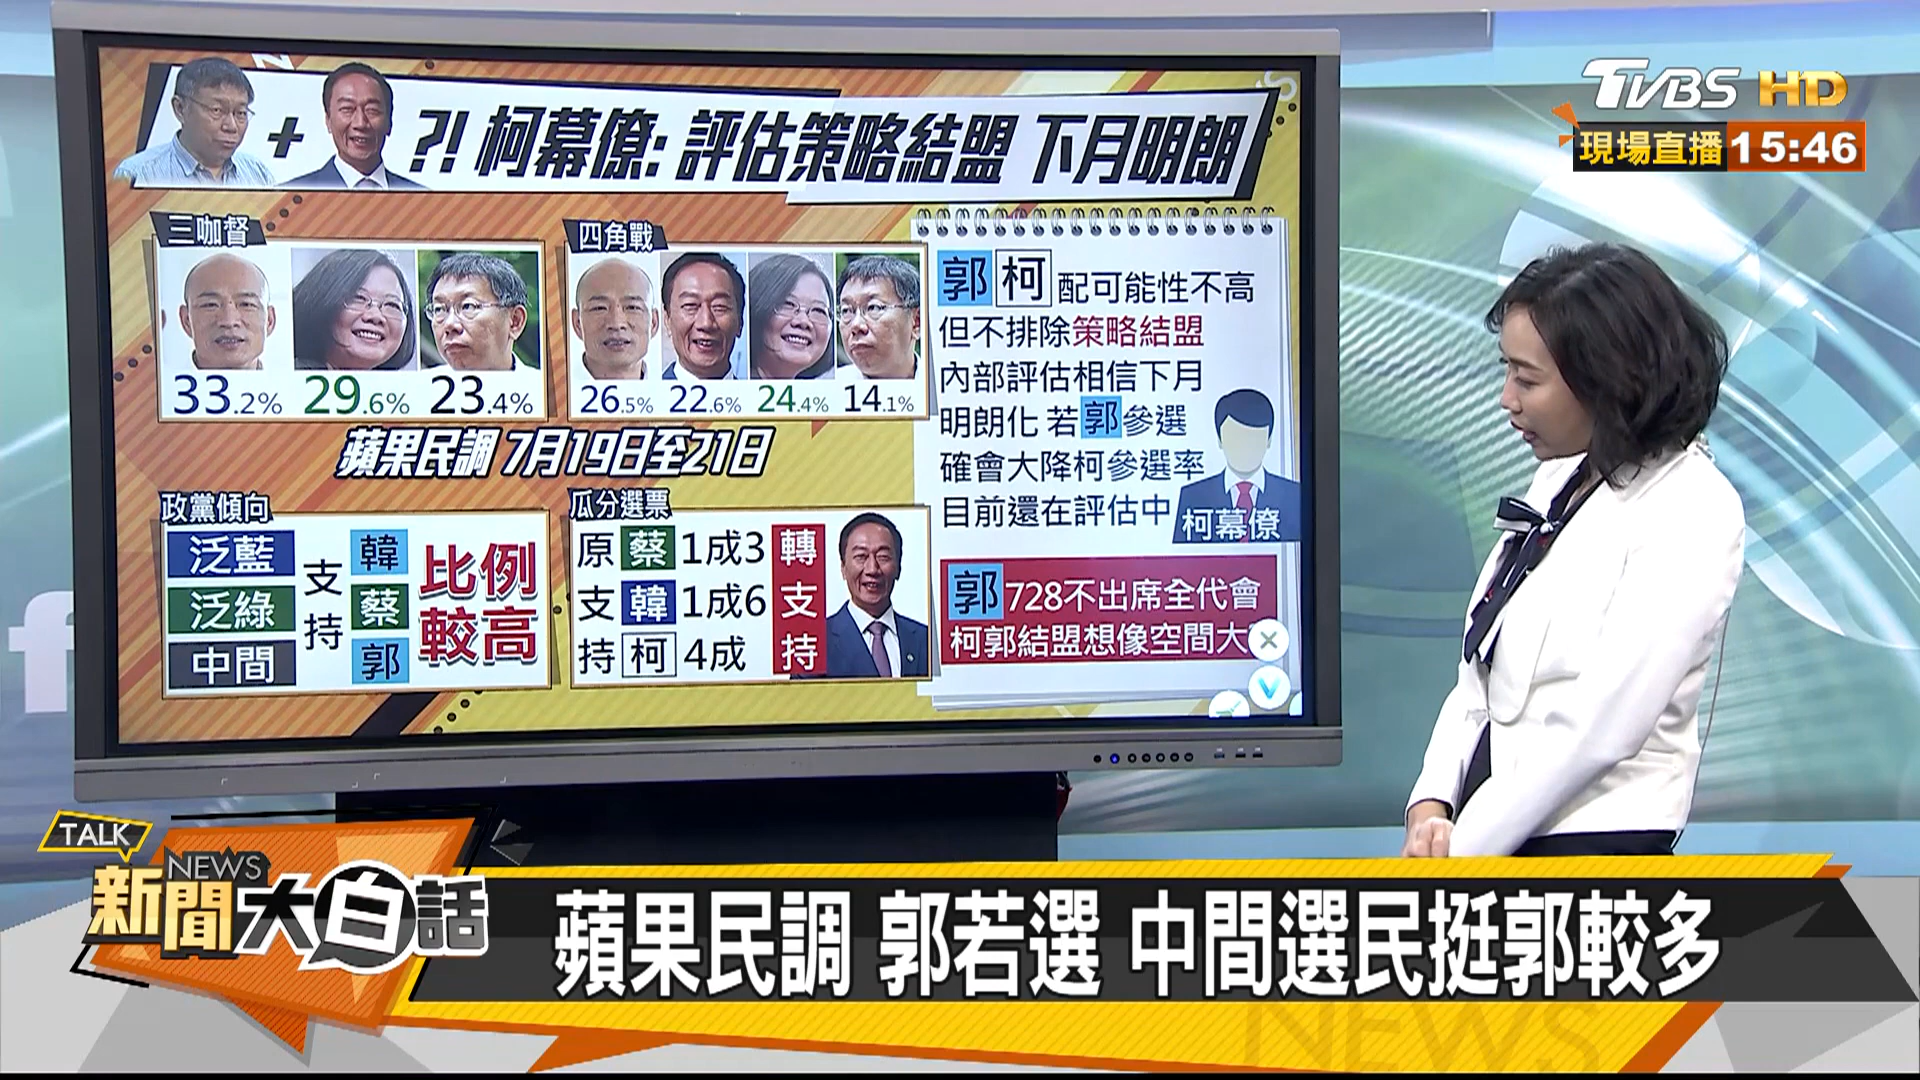 TVBS HD
現場直播 15:46
+ ?! 柯幕僚: 評估策略結盟 下月明朗
三咖督
33.2% 29.6% 23.4%
四角戰
26.5% 22.6% 24.4% 14.1%
蘋果民調 7月19日至21日
政黨傾向
泛藍
泛綠
中間
支持
韓
蔡
郭
比例
較高
瓜分選票
原支持
蔡 1成3
韓 1成6
柯 4成
轉支持
郭柯配可能性不高
但不排除策略結盟
內部評估相信下月
明朗化 若郭參選
確會大降柯參選率
目前還在評估中
柯幕僚
郭728不出席全代會
柯郭結盟想像空間大
TALK
NEWS
新聞大白話
蘋果民調 郭若選 中間選民挺郭較多
NEWS
f